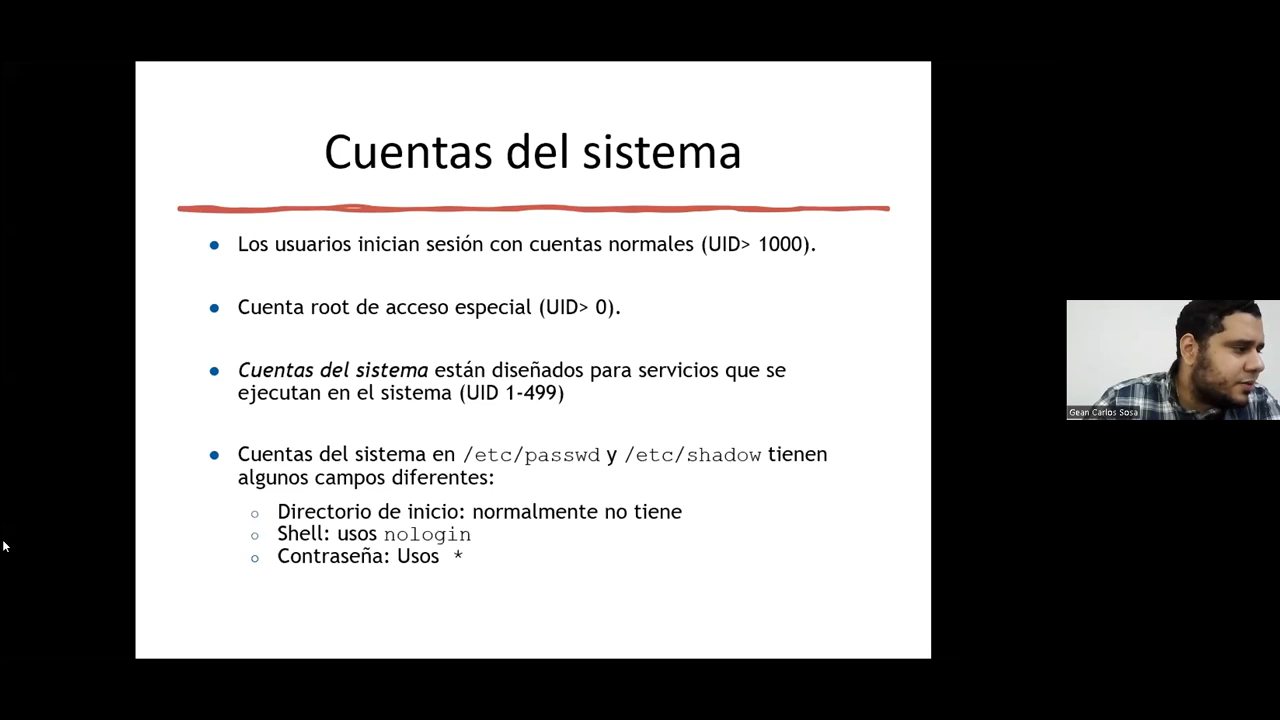 Cuentas del sistema
Los usuarios inician sesión con cuentas normales (UID> 1000).
Cuenta root de acceso especial (UID> 0).
Cuentas del sistema están diseñados para servicios que se
ejecutan en el sistema (UID 1-499)
Cuentas del sistema en /etc/passwd y /etc/shadow tienen
algunos campos diferentes:
Directorio de inicio: normalmente no tiene
Shell: usos nologin
Contraseña: Usos *
Gean Carlos Sosa